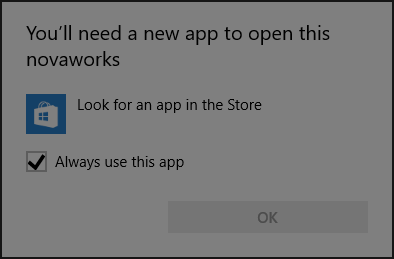 You’ll need a new app to open this
novaworks
Look for an app in the Store
Always use this app
OK